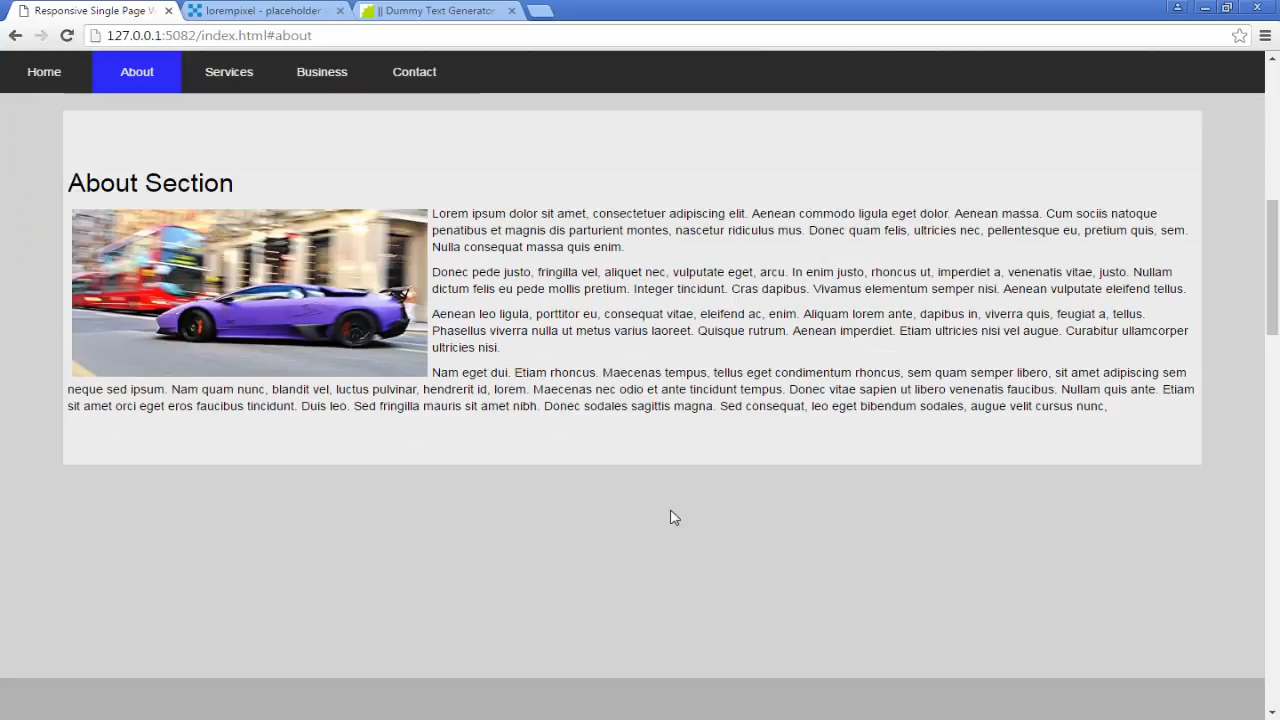 Responsive Single Page W
lorempixel - placeholder
|| Dummy Text Generator
127.0.0.1:5082/index.html#about
Home
About
Services
Business
Contact
About Section
Lorem ipsum dolor sit amet, consectetuer adipiscing elit. Aenean commodo ligula eget dolor. Aenean massa. Cum sociis natoque
penatibus et magnis dis parturient montes, nascetur ridiculus mus. Donec quam felis, ultricies nec, pellentesque eu, pretium quis, sem.
Nulla consequat massa quis enim.
Donec pede justo, fringilla vel, aliquet nec, vulputate eget, arcu. In enim justo, rhoncus ut, imperdiet a, venenatis vitae, justo. Nullam
dictum felis eu pede mollis pretium. Integer tincidunt. Cras dapibus. Vivamus elementum semper nisi. Aenean vulputate eleifend tellus.
Aenean leo ligula, porttitor eu, consequat vitae, eleifend ac, enim. Aliquam lorem ante, dapibus in, viverra quis, feugiat a, tellus.
Phasellus viverra nulla ut metus varius laoreet. Quisque rutrum. Aenean imperdiet. Etiam ultricies nisi vel augue. Curabitur ullamcorper
ultricies nisi.
Nam eget dui. Etiam rhoncus. Maecenas tempus, tellus eget condimentum rhoncus, sem quam semper libero, sit amet adipiscing sem
neque sed ipsum. Nam quam nunc, blandit vel, luctus pulvinar, hendrerit id, lorem. Maecenas nec odio et ante tincidunt tempus. Donec vitae sapien ut libero venenatis faucibus. Nullam quis ante. Etiam
sit amet orci eget eros faucibus tincidunt. Duis leo. Sed fringilla mauris sit amet nibh. Donec sodales sagittis magna. Sed consequat, leo eget bibendum sodales, augue velit cursus nunc,